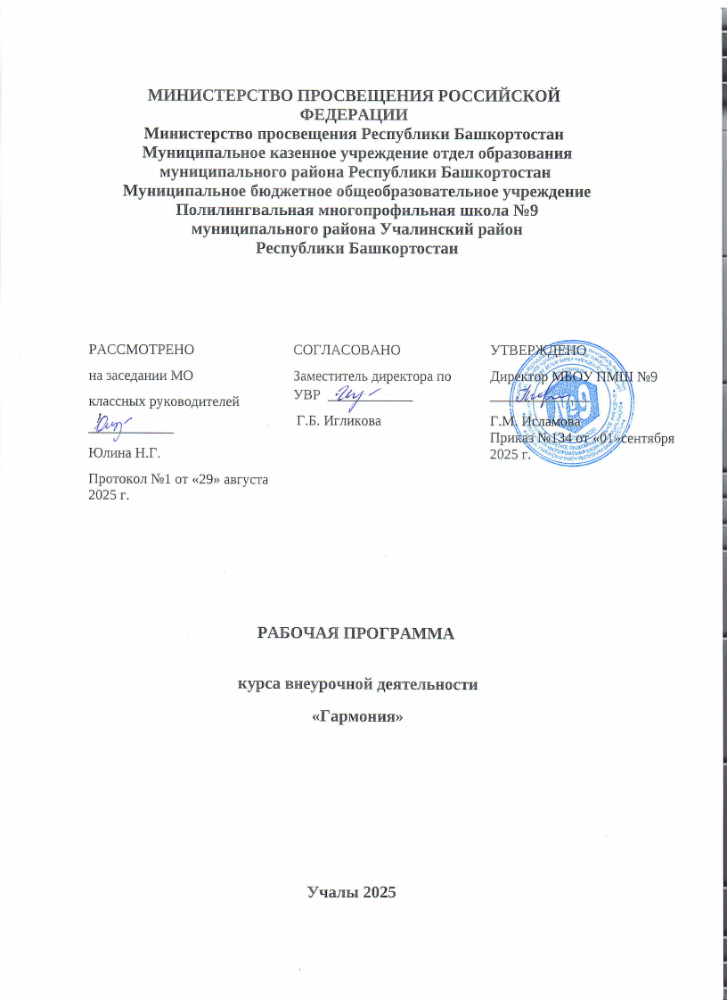 МИНИСТЕРСТВО ПРОСВЕЩЕНИЯ РОССИЙСКОЙ
ФЕДЕРАЦИИ
Министерство просвещения Республики Башкортостан
Муниципальное казенное учреждение отдел образования
муниципального района Республики Башкортостан
Муниципальное бюджетное общеобразовательное учреждение
Полилингвальная многопрофильная школа №9
муниципального района Учалинский район
Республики Башкортостан
РАССМОТРЕНО
на заседании МО
классных руководителей
Юлина Н.Г.
Протокол №1 от «29» августа
2025 г.
СОГЛАСОВАНО
Заместитель директора по
УВР
Г.Б. Игликова
УТВЕРЖДЕНО
Директор МБОУ ПМШ №9
Г.М. Исламова
Приказ №134 от «01»сентября
2025 г.
№9
РАБОЧАЯ ПРОГРАММА
курса внеурочной деятельности
«Гармония»
Учалы 2025